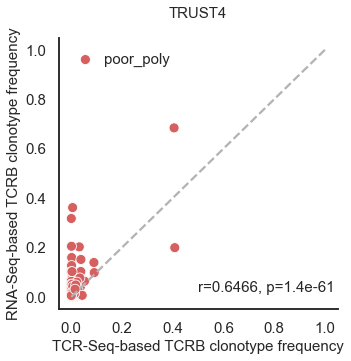 TRUST4
RNA-Seq-based TCRB clonotype frequency
1.0
0.8
0.6
0.4
0.2
0.0
poor_poly
r=0.6466, p=1.4e-61
0.0 0.2 0.4 0.6 0.8 1.0
TCR-Seq-based TCRB clonotype frequency